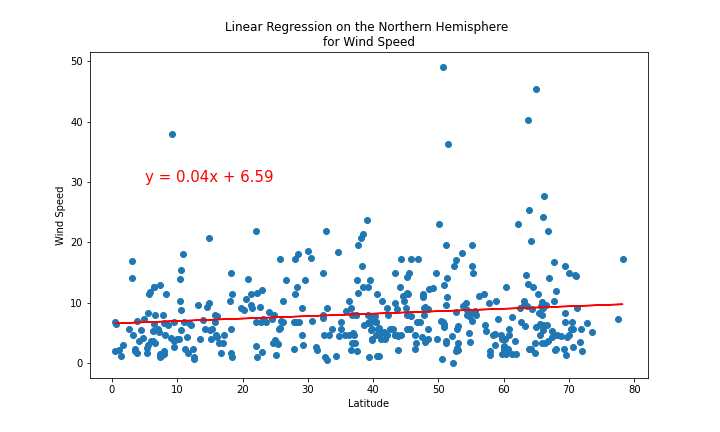 Linear Regression on the Northern Hemisphere
for Wind Speed
50
40
30
20
10
0
Wind Speed
y = 0.04x + 6.59
0 10 20 30 40 50 60 70 80
Latitude